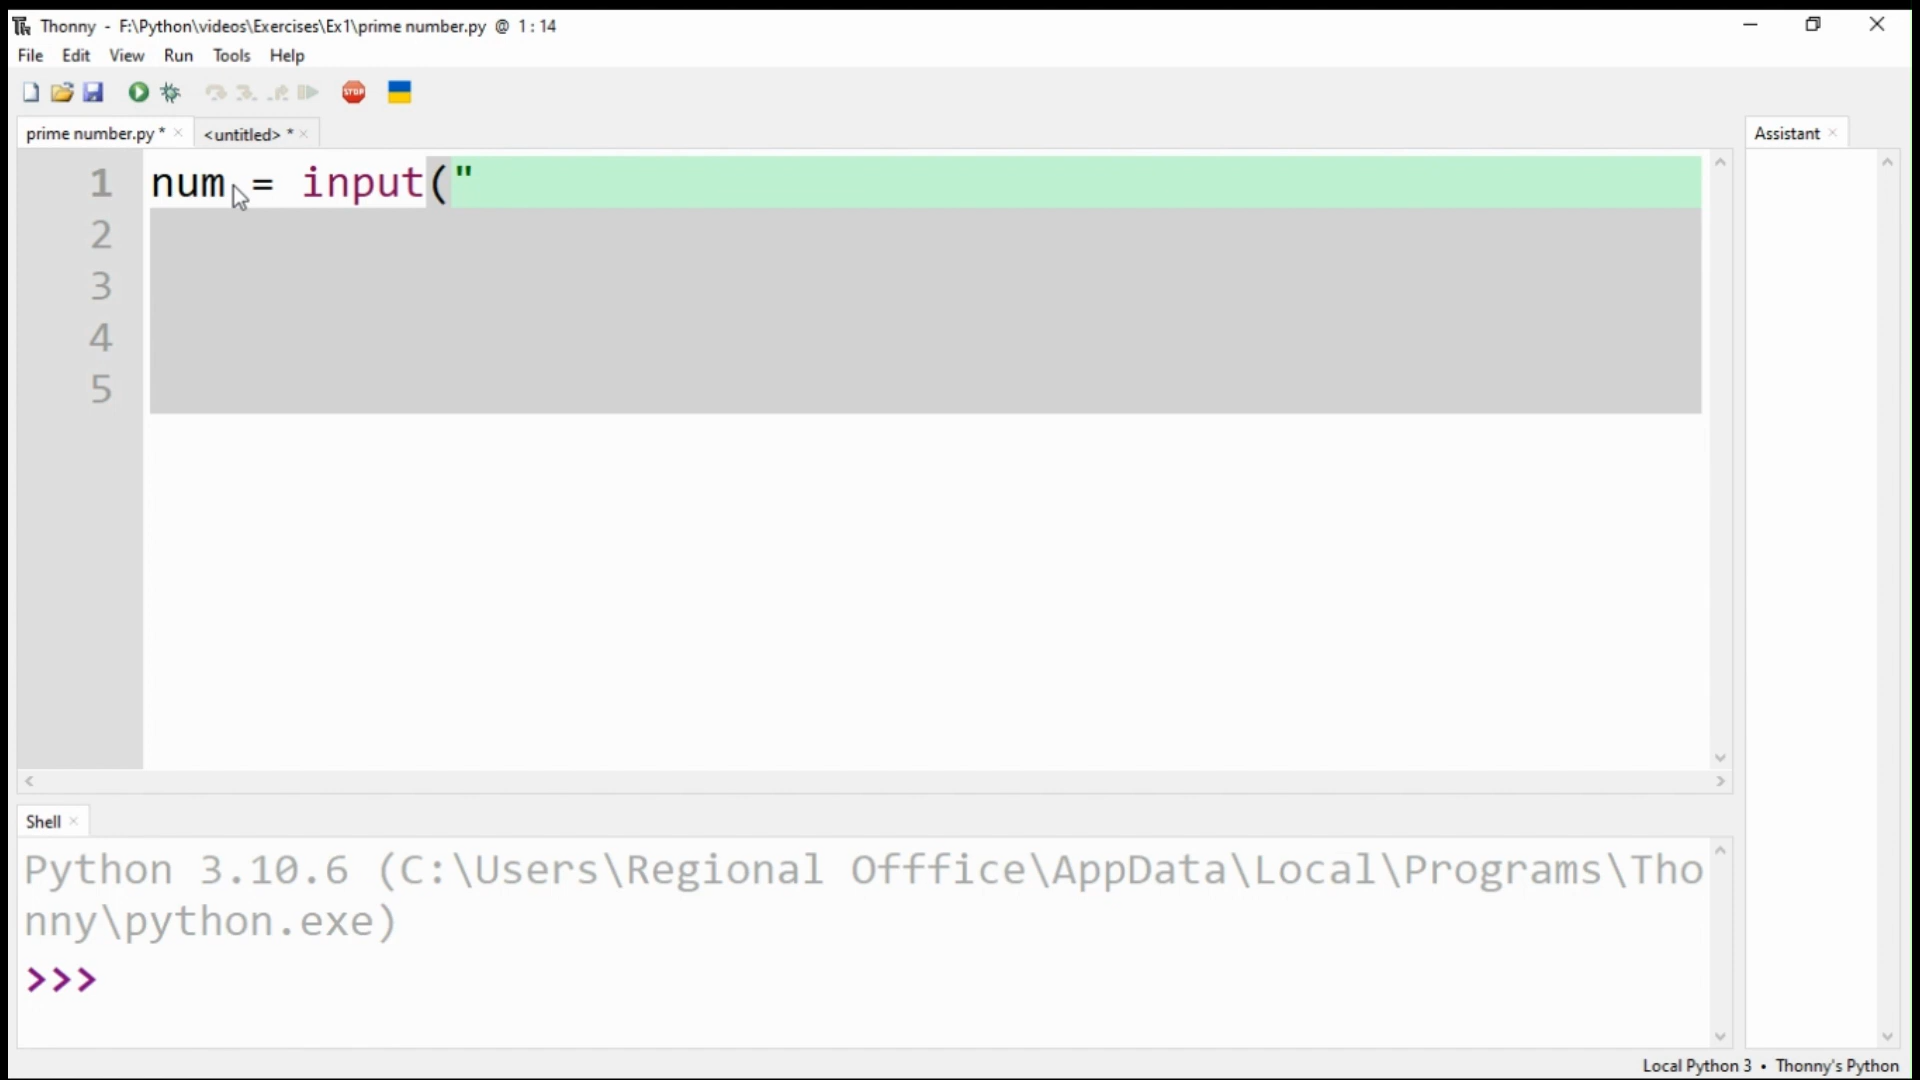 Thonny - F:\Python\videos\Exercises\Ex1\prime number.py @ 1 : 14
File Edit View Run Tools Help
STOP
prime number.py * × <untitled> * ×
Assistant ×
1 num = input("
2
3
4
5
Shell ×
Python 3.10.6 (C:\Users\Regional Offfice\AppData\Local\Programs\Tho
nny\python.exe)
>>>
Local Python 3 • Thonny's Python